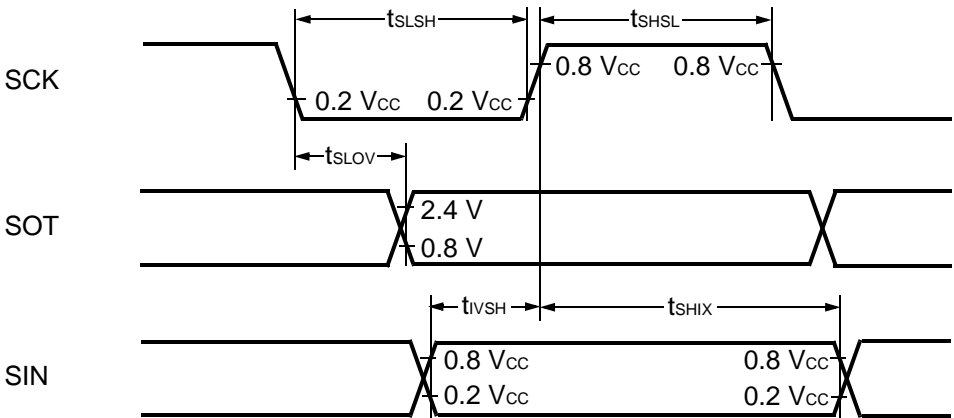 tSLSH tSHSL
SCK 0.2 VCC 0.2 VCC 0.8 VCC 0.8 VCC
tSLOV
SOT 2.4 V
0.8 V
tIVSH tSHIX
SIN 0.8 VCC 0.8 VCC
0.2 VCC 0.2 VCC